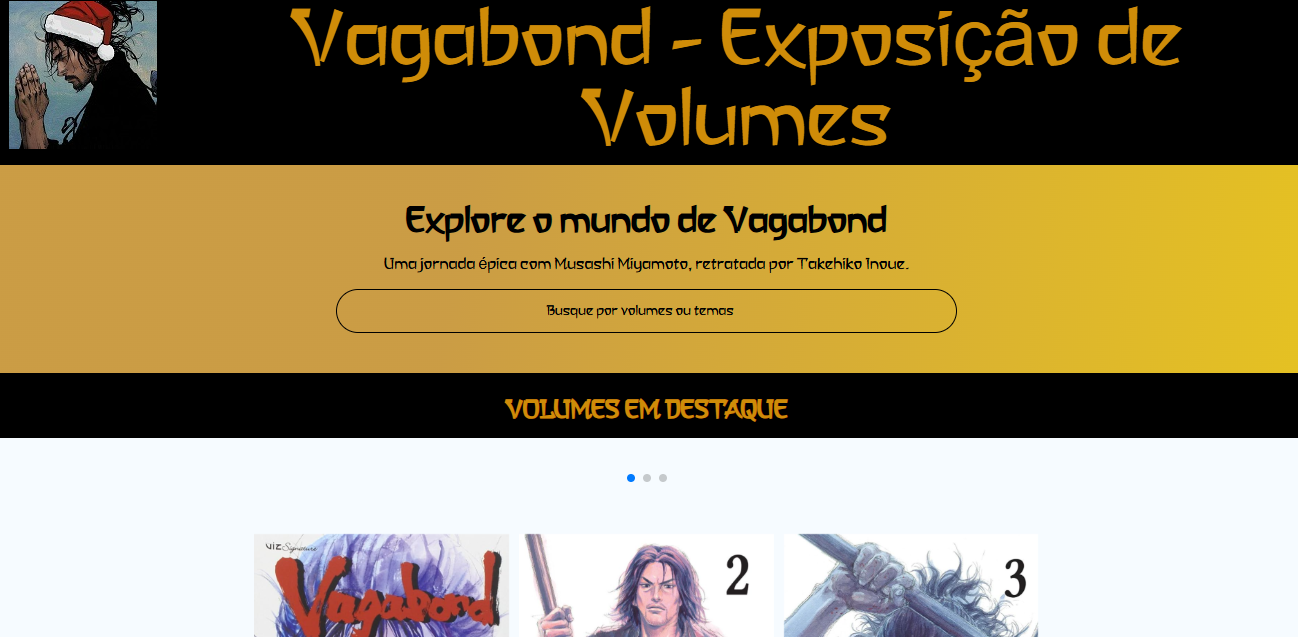 Vagabond - Exposição de
Volumes
Explore o mundo de Vagabond
Uma jornada épica com Musashi Miyamoto, retratada por Takehiko Inoue.
Busque por volumes ou temas
VOLUMES EM DESTAQUE
VIZ Signature
Vagabond
2
3